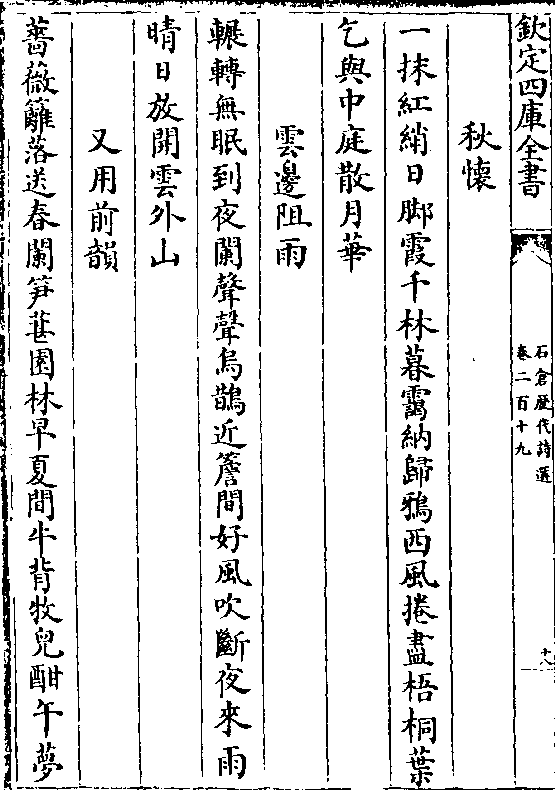 欽定四庫全書
石倉歴代詩選
卷二百十九
十八
秋懷
一抹紅綃日脚霞千林暮靄納歸鴉西風捲盡梧桐葉
乞與中庭散月華
雲邊阻雨
輾轉無眠到夜闌聲聲烏鵲近簷間好風吹斷夜來雨
晴日放開雲外山
又用前韻
薔薇籬落送春闌笋葚園林早夏間牛背牧兒酣午夢